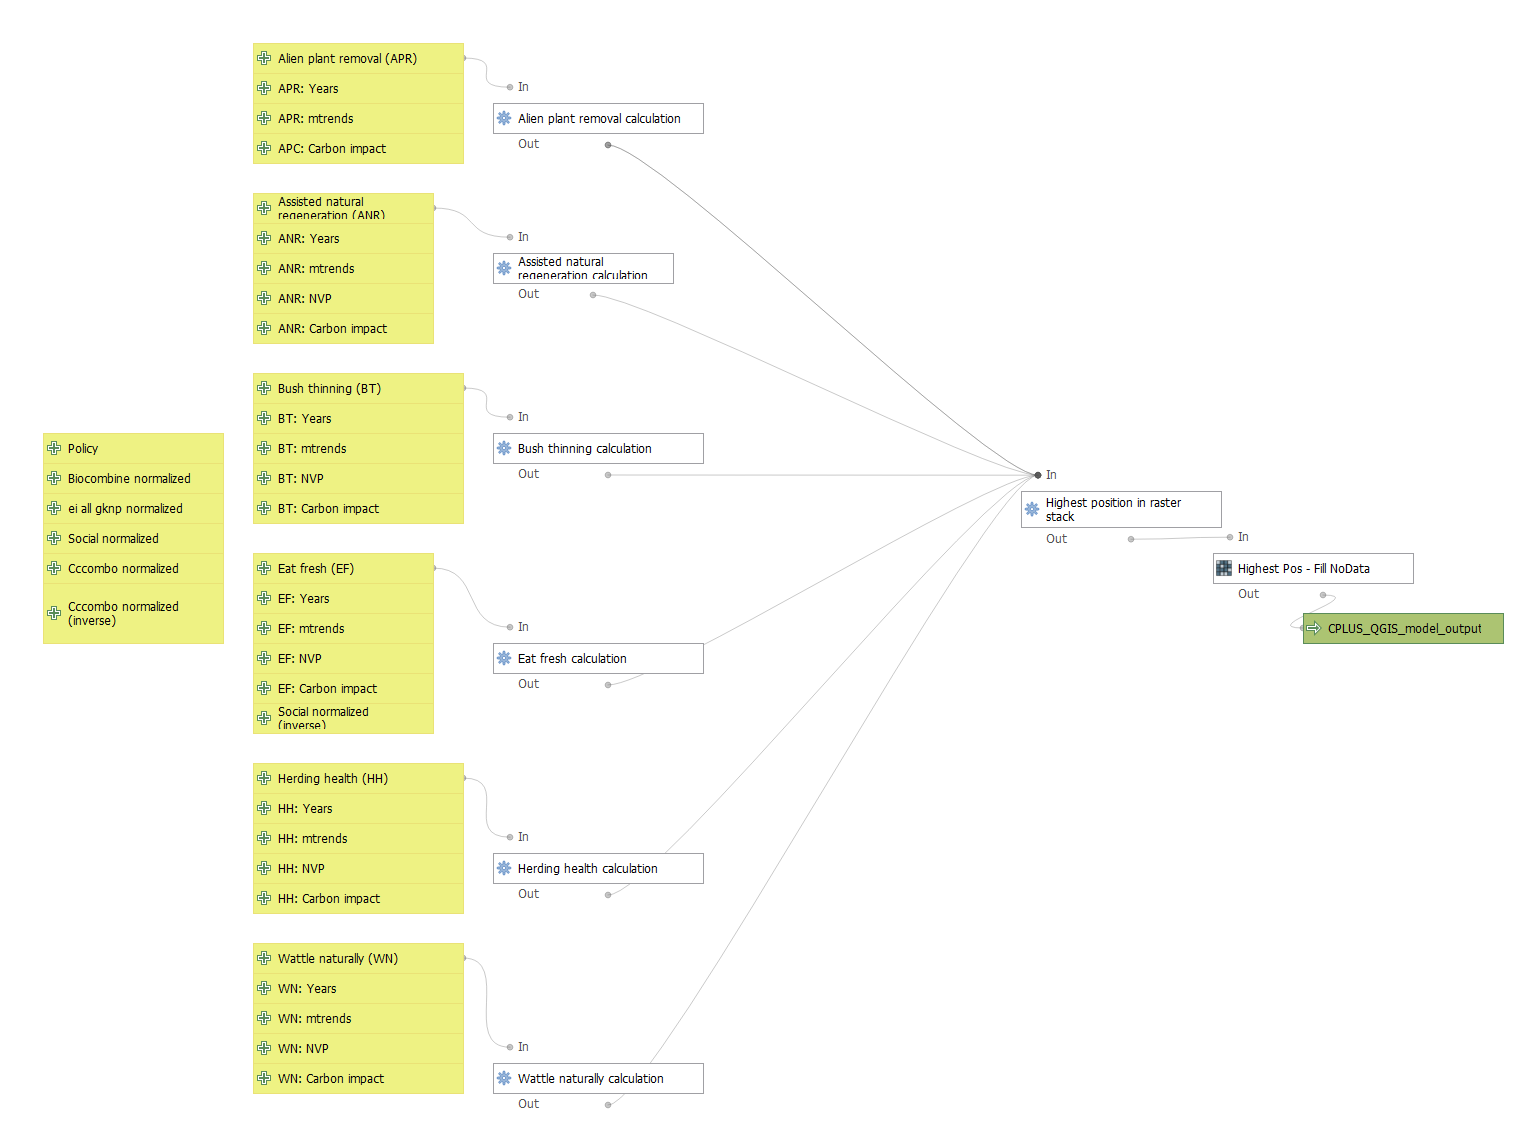 Alien plant removal (APR)
APR: Years
APR: mtrends
APC: Carbon impact
In
Alien plant removal calculation
Out
Assisted natural
regeneration (ANR)
ANR: Years
ANR: mtrends
ANR: NVP
ANR: Carbon impact
In
Assisted natural
regeneration calculation
Out
Bush thinning (BT)
BT: Years
BT: mtrends
BT: NVP
BT: Carbon impact
In
Bush thinning calculation
Out
Policy
Biocombine normalized
ei all gknp normalized
Social normalized
Cccombo normalized
Cccombo normalized
(inverse)
Eat fresh (EF)
EF: Years
EF: mtrends
EF: NVP
EF: Carbon impact
Social normalized
(inverse)
In
Eat fresh calculation
Out
Herding health (HH)
HH: Years
HH: mtrends
HH: NVP
HH: Carbon impact
In
Herding health calculation
Out
Wattle naturally (WN)
WN: Years
WN: mtrends
WN: NVP
WN: Carbon impact
In
Wattle naturally calculation
Out
In
Highest position in raster
stack
Out
In
Highest Pos - Fill NoData
Out
CPLUS_QGIS_model_output